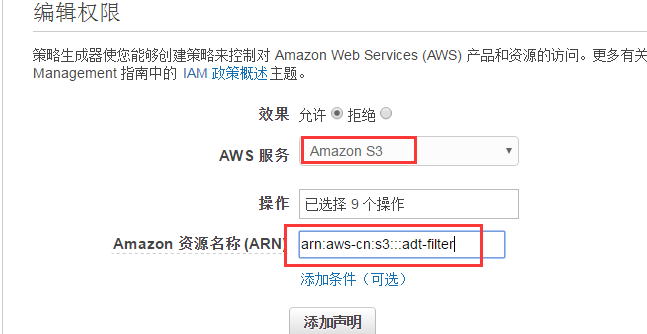 编辑权限
策略生成器使您能够创建策略来控制对 Amazon Web Services (AWS) 产品和资源的访问。更多有关
Management 指南中的 IAM 政策概述主题。
效果 允许 拒绝
AWS 服务 Amazon S3
操作 已选择 9 个操作
Amazon 资源名称 (ARN) arn:aws-cn:s3:::adt-filter
添加条件（可选）
添加声明